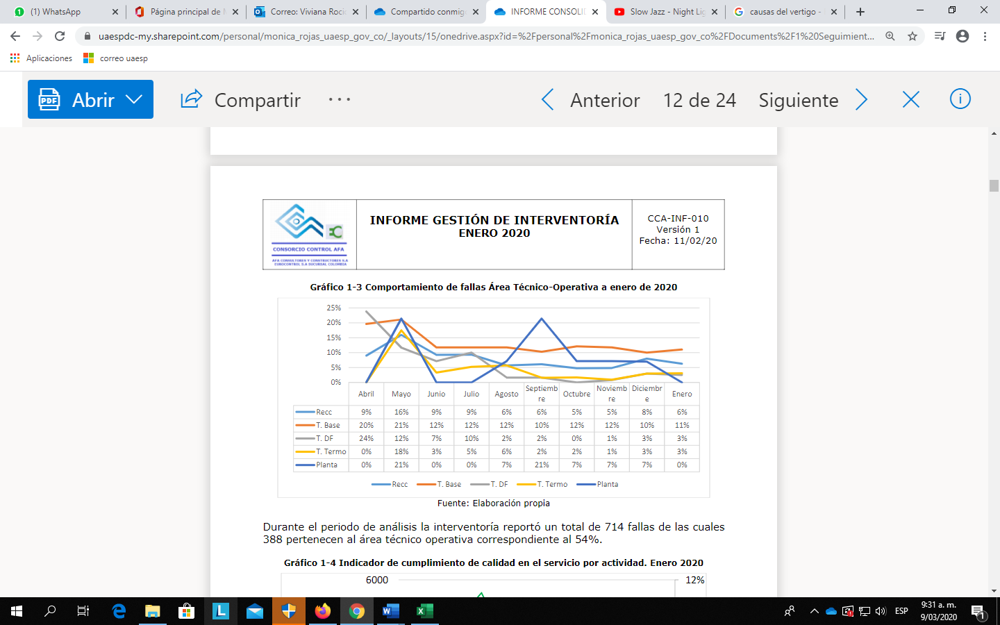 (1) WhatsApp
Página principal de M
Correo: Viviana Roci
Compartido conmig
INFORME CONSOLID
Slow Jazz - Night Lig
causas del vertigo -
uaespdc-my.sharepoint.com/personal/monica_rojas_uaesp_gov_co/_layouts/15/onedrive.aspx?id=%2Fpersonal%2Fmonica_rojas_uaesp_gov_co%2FDocuments%2F1%20Seguimient...
Aplicaciones
correo uaesp
PDF Abrir
Compartir
...
Anterior
12 de 24
Siguiente
CONSORCIO CONTROL AFA
AFA CONSULTORES Y CONSTRUCTORES S.A
EUROCONTROL S.A SUCURSAL COLOMBIA
INFORME GESTIÓN DE INTERVENTORÍA
ENERO 2020
CCA-INF-010
Versión 1
Fecha: 11/02/20
Gráfico 1-3 Comportamiento de fallas Área Técnico-Operativa a enero de 2020
25%
20%
15%
10%
5%
0%
Abril Mayo Junio Julio Agosto Septiemb re Octubre Noviemb re Diciembr e Enero
Recc 9% 16% 9% 9% 6% 6% 5% 5% 8% 6%
T. Base 20% 21% 12% 12% 12% 10% 12% 12% 10% 11%
T. DF 24% 12% 7% 10% 2% 2% 0% 1% 3% 3%
T. Termo 0% 18% 3% 5% 6% 2% 2% 1% 3% 3%
Planta 0% 21% 0% 0% 7% 21% 7% 7% 7% 0%
Recc T. Base T. DF T. Termo Planta
Fuente: Elaboración propia
Durante el periodo de análisis la interventoría reportó un total de 714 fallas de las cuales
388 pertenecen al área técnico operativa correspondiente al 54%.
Gráfico 1-4 Indicador de cumplimiento de calidad en el servicio por actividad. Enero 2020
6000
12%
ESP
9:31 a. m.
9/03/2020
1